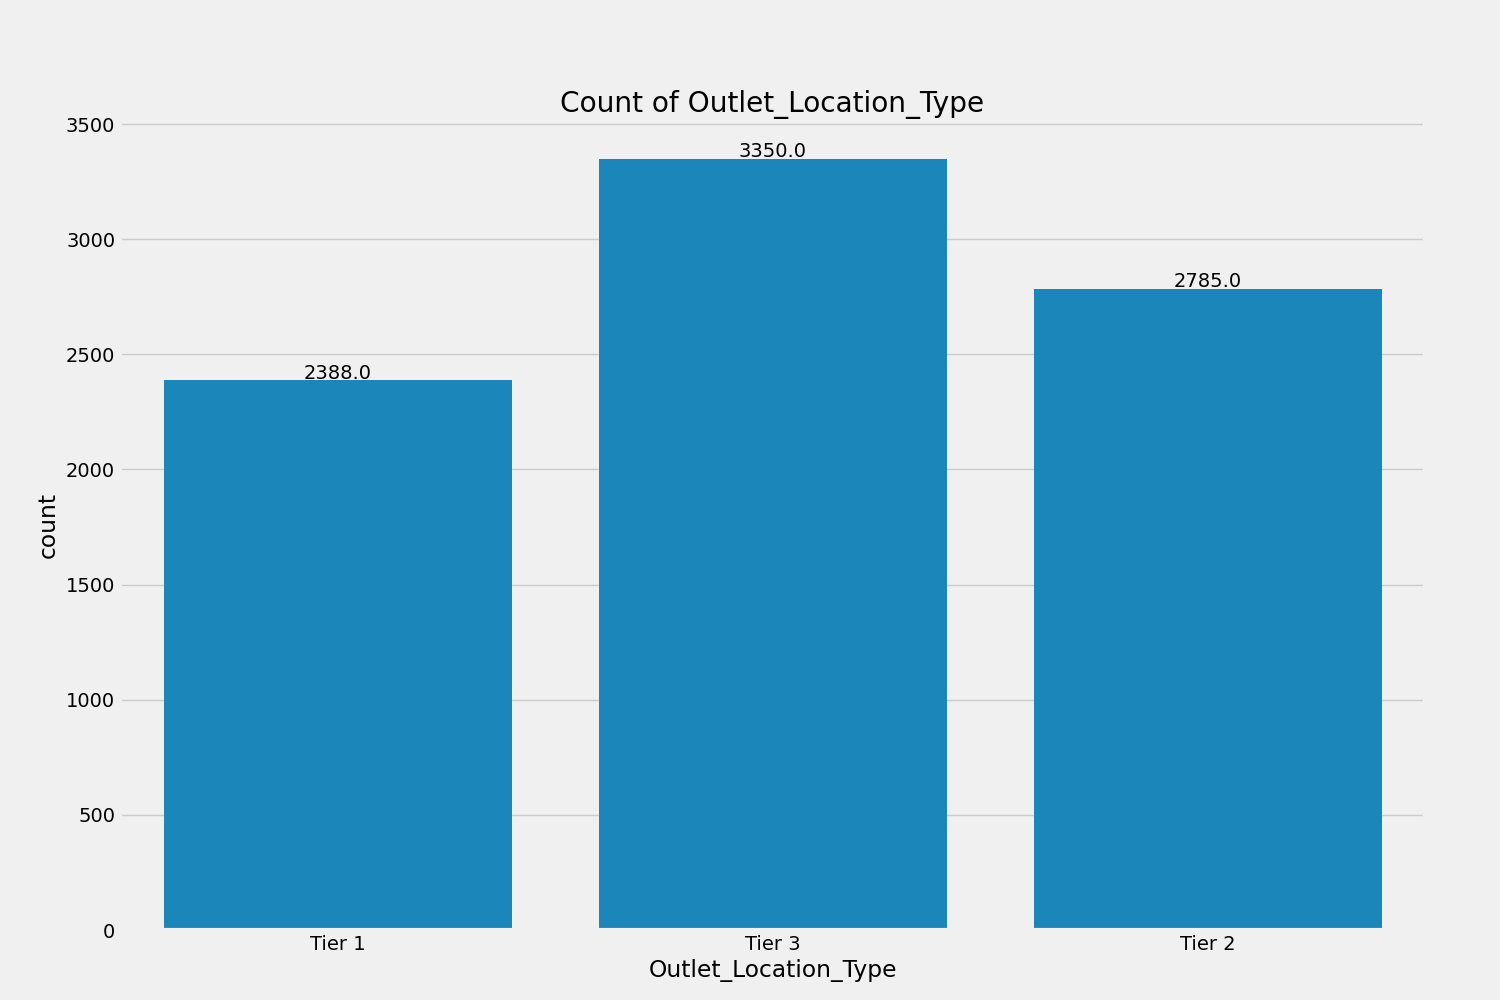 Count of Outlet_Location_Type
3500
3000
2500
2000
1500
1000
500
0
count
2388.0
3350.0
2785.0
Tier 1
Tier 3
Tier 2
Outlet_Location_Type